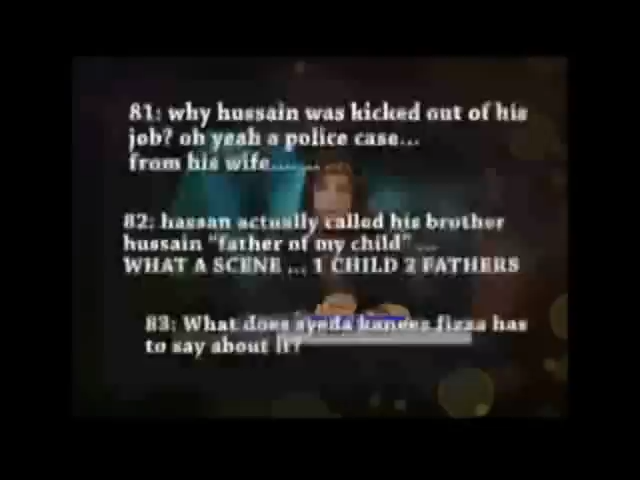 81: why hussain was kicked out of his
job? oh yeah a police case...
from his wife.........
82: hassan actually called his brother
hussain "father of my child" ...
WHAT A SCENE ... 1 CHILD 2 FATHERS
83: What does syeda kaneez fizza has
to say about it?